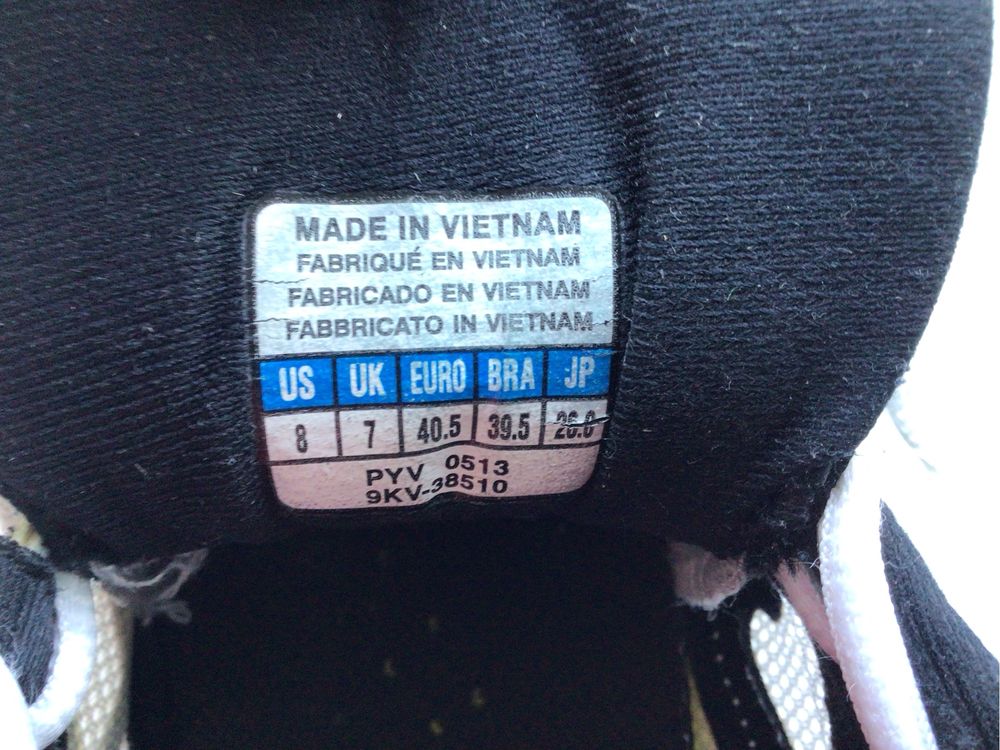 MADE IN VIETNAM
FABRIQUÉ EN VIETNAM
FABRICADO EN VIETNAM
FABBRICATO IN VIETNAM
US UK EURO BRA JP
8 7 40.5 39.5
PYV 0513
9KV-38510